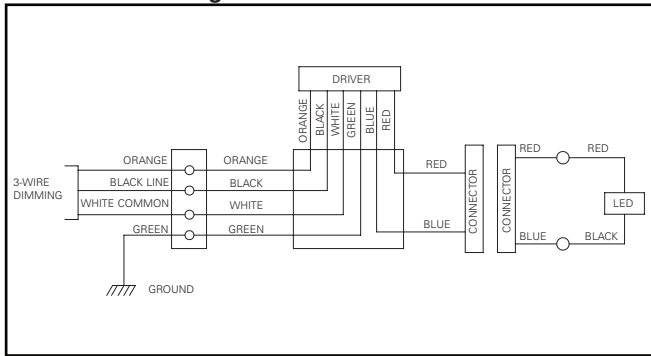 DRIVER
ORANGE
BLACK
WHITE
GREEN
BLUE
RED
3-WIRE
DIMMING
ORANGE ORANGE
BLACK LINE BLACK
WHITE COMMON WHITE
GREEN GREEN
GROUND
RED
BLUE
CONNECTOR
CONNECTOR
RED RED
LED
BLUE BLACK